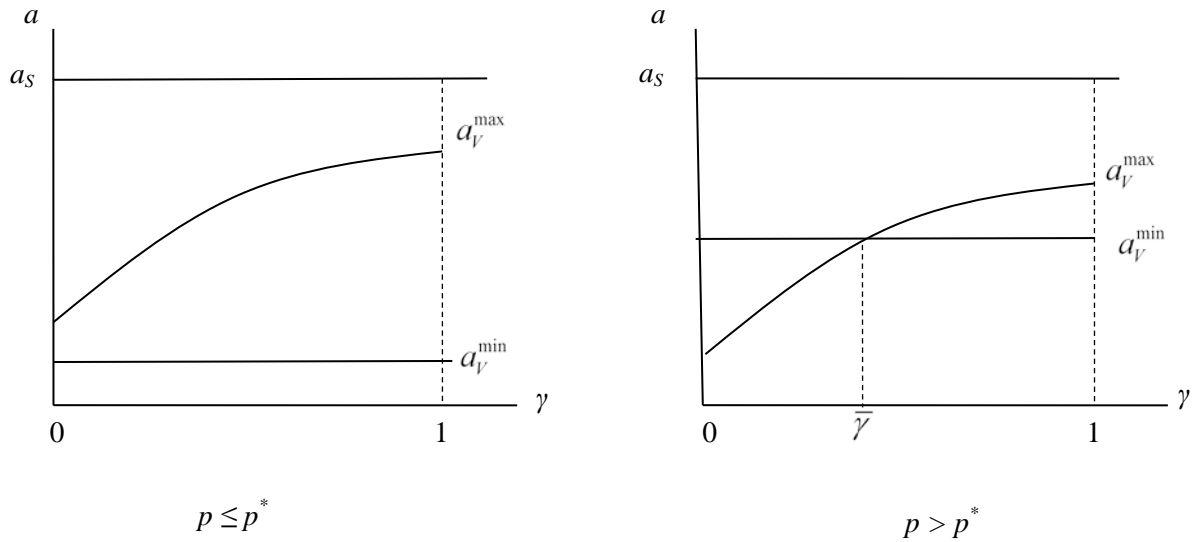 a
a_S
a_V^max
a_V^min
γ
0
1
p ≤ p*
a
a_S
a_V^max
a_V^min
γ
0
γ̅
1
p > p*